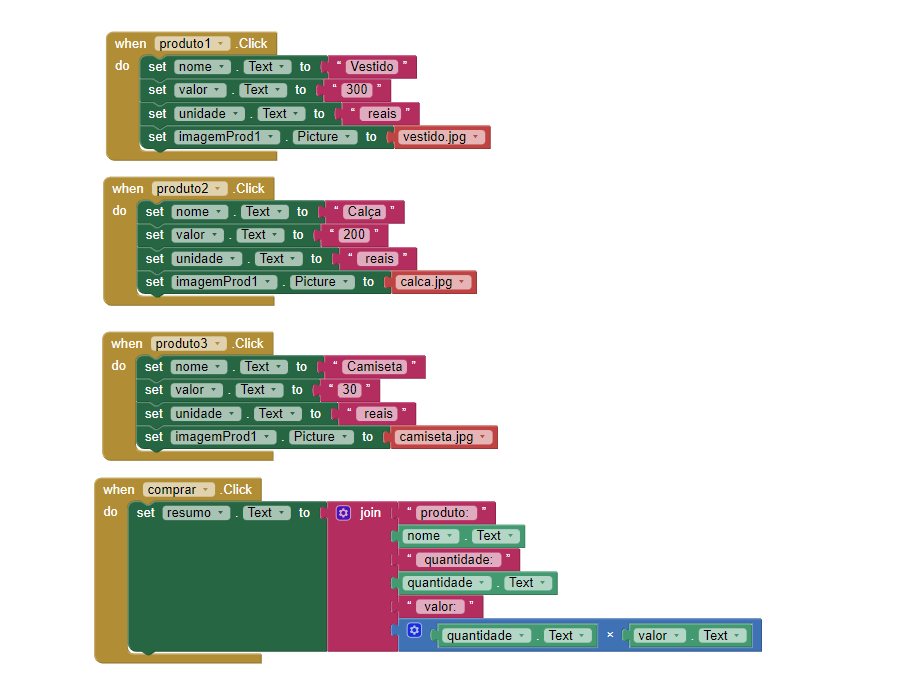 when produto1 .Click
do set nome . Text to " Vestido "
set valor . Text to " 300 "
set unidade . Text to " reais "
set imagemProd1 . Picture to vestido.jpg
when produto2 .Click
do set nome . Text to " Calça "
set valor . Text to " 200 "
set unidade . Text to " reais "
set imagemProd1 . Picture to calca.jpg
when produto3 .Click
do set nome . Text to " Camiseta "
set valor . Text to " 30 "
set unidade . Text to " reais "
set imagemProd1 . Picture to camiseta.jpg
when comprar .Click
do set resumo . Text to join " produto: "
nome . Text
" quantidade: "
quantidade . Text
" valor: "
quantidade . Text × valor . Text